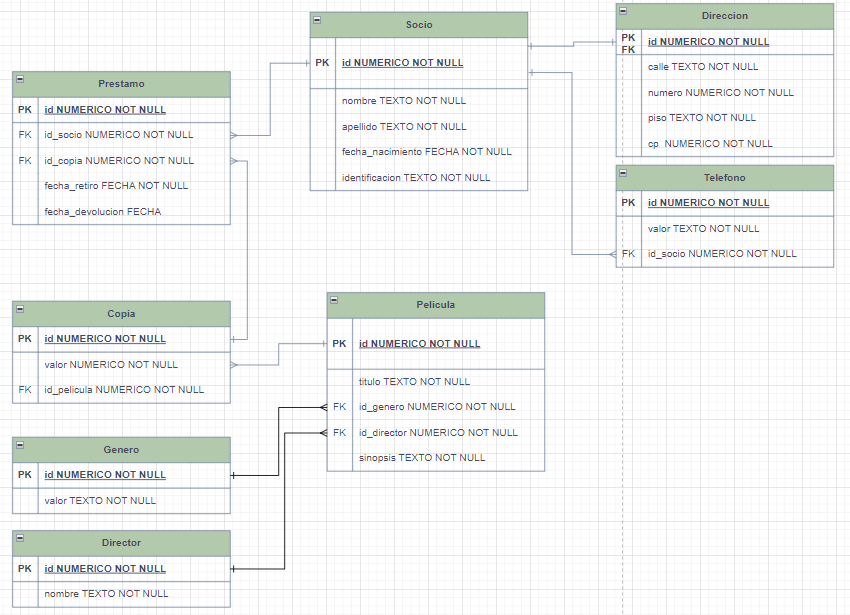 Socio
PK id NUMERICO NOT NULL
nombre TEXTO NOT NULL
apellido TEXTO NOT NULL
fecha_nacimiento FECHA NOT NULL
identificacion TEXTO NOT NULL
Direccion
PK
FK
id NUMERICO NOT NULL
calle TEXTO NOT NULL
numero NUMERICO NOT NULL
piso TEXTO NOT NULL
cp NUMERICO NOT NULL
Prestamo
PK id NUMERICO NOT NULL
FK id_socio NUMERICO NOT NULL
FK id_copia NUMERICO NOT NULL
fecha_retiro FECHA NOT NULL
fecha_devolucion FECHA
Telefono
PK id NUMERICO NOT NULL
valor TEXTO NOT NULL
FK id_socio NUMERICO NOT NULL
Copia
PK id NUMERICO NOT NULL
valor NUMERICO NOT NULL
FK id_pelicula NUMERICO NOT NULL
Pelicula
PK id NUMERICO NOT NULL
titulo TEXTO NOT NULL
FK id_genero NUMERICO NOT NULL
FK id_director NUMERICO NOT NULL
sinopsis TEXTO NOT NULL
Genero
PK id NUMERICO NOT NULL
valor TEXTO NOT NULL
Director
PK id NUMERICO NOT NULL
nombre TEXTO NOT NULL